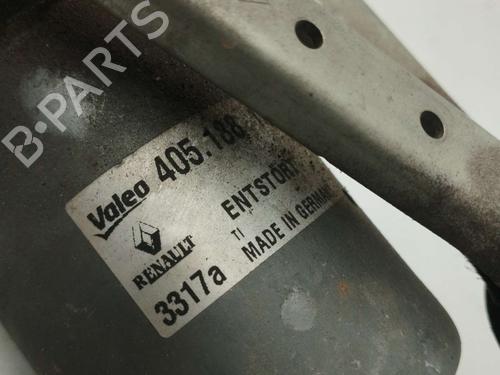 B-PARTS
Valeo 405.188
RENAULT ENTSTÖRT
TI
3317a MADE IN GERMANY